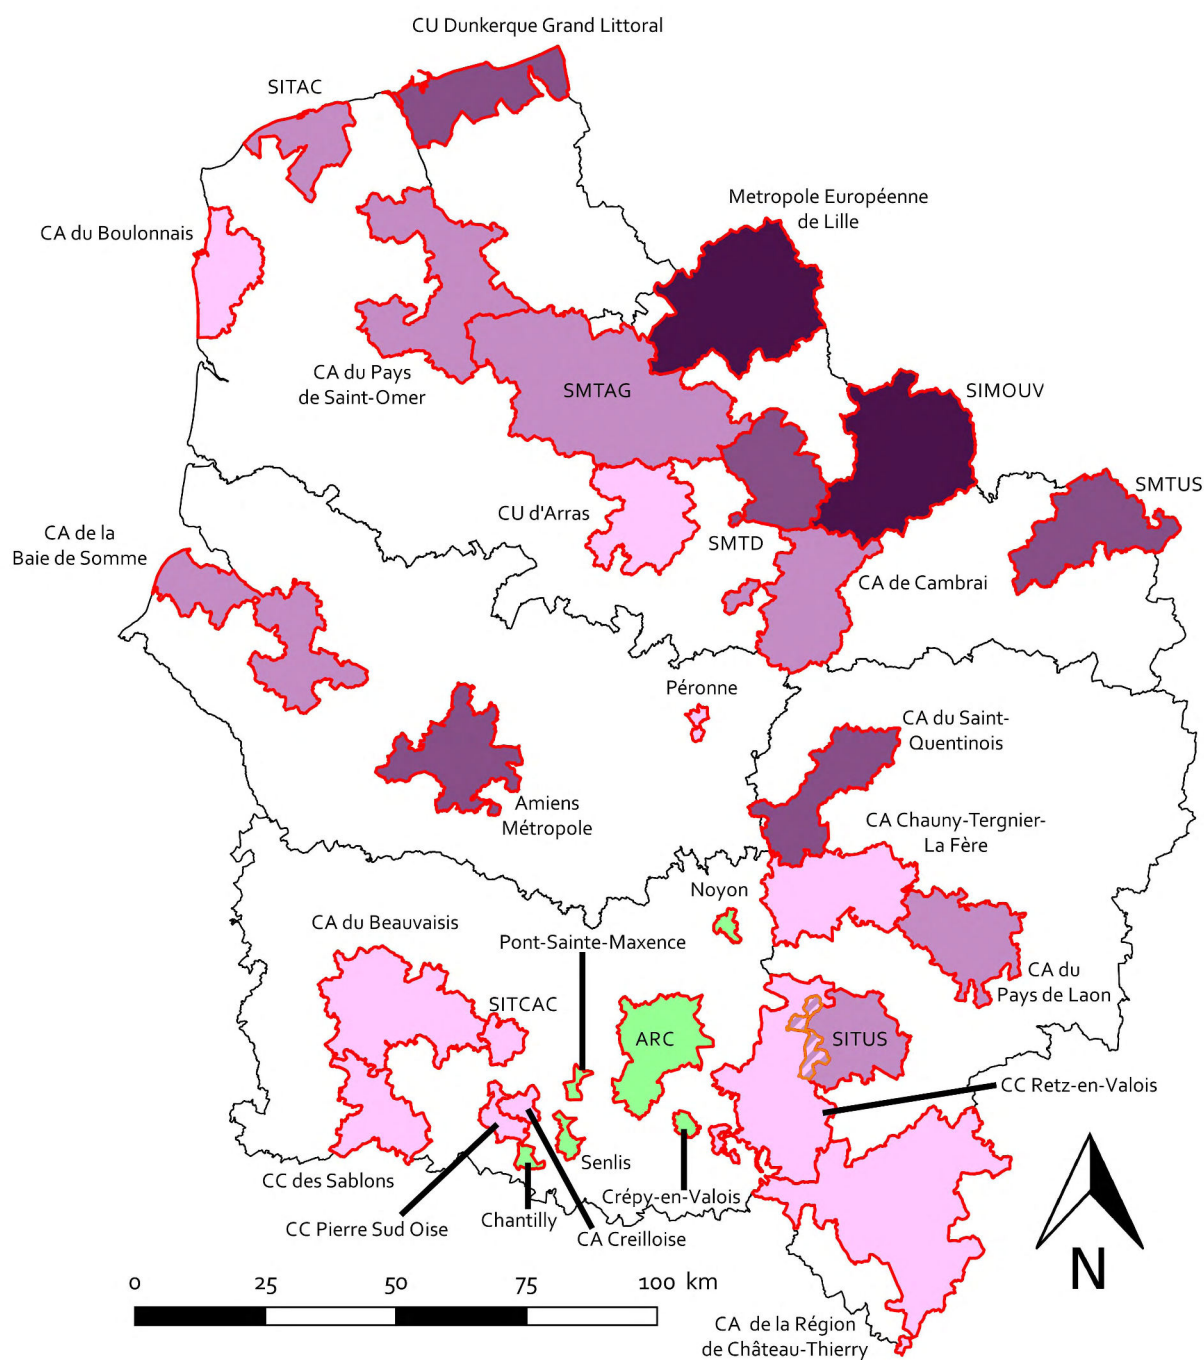 CU Dunkerque Grand Littoral
SITAC
Metropole Européenne
de Lille
CA du Boulonnais
CA du Pays
de Saint-Omer
SMTAG
SIMOUV
SMTUS
CU d'Arras
SMTD
CA de la
Baie de Somme
CA de Cambrai
Péronne
CA du Saint-
Quentinois
Amiens
Métropole
CA Chauny-Tergnier-
La Fère
Noyon
CA du Beauvaisis
Pont-Sainte-Maxence
SITCAC
ARC
SITUS
CA du
Pays de Laon
CC Retz-en-Valois
CC des Sablons
Senlis
Crépy-en-Valois
CC Pierre Sud Oise
Chantilly
CA Creilloise
N
0 25 50 75 100 km
CA de la Région
de Château-Thierry